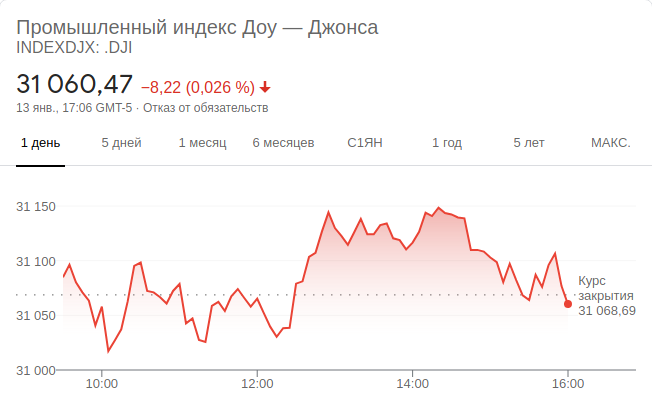 Промышленный индекс Доу — Джонса
INDEXDJX: .DJI
31 060,47 −8,22 (0,026 %)
13 янв., 17:06 GMT-5 · Отказ от обязательств
1 день 5 дней 1 месяц 6 месяцев С1ЯН 1 год 5 лет МАКС.
31 150
31 100
Курс
закрытия
31 068,69
31 050
31 000
10:00 12:00 14:00 16:00